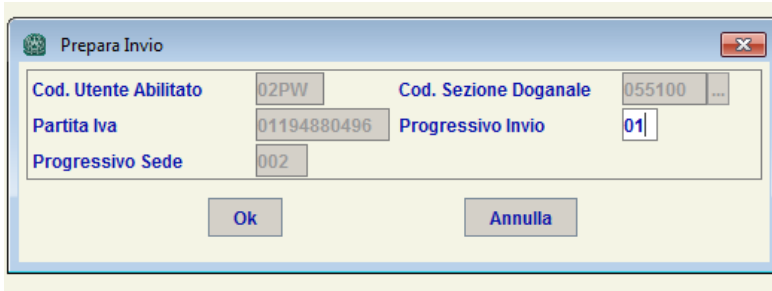 Prepara Invio
Cod. Utente Abilitato 02PW Cod. Sezione Doganale 055100 ...
Partita Iva 01194880496 Progressivo Invio 01
Progressivo Sede 002
Ok Annulla